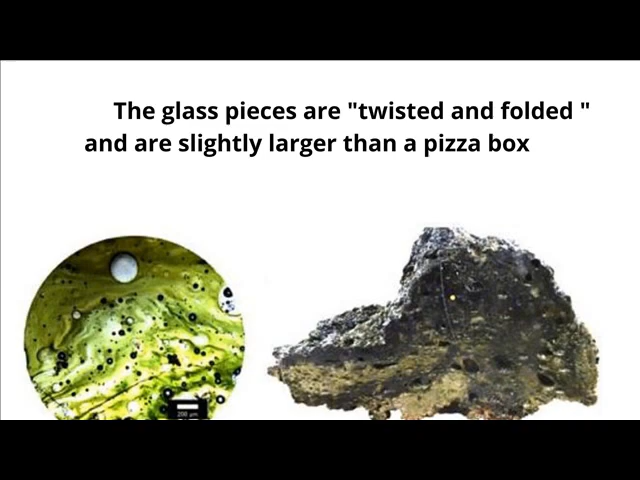 The glass pieces are "twisted and folded "
and are slightly larger than a pizza box